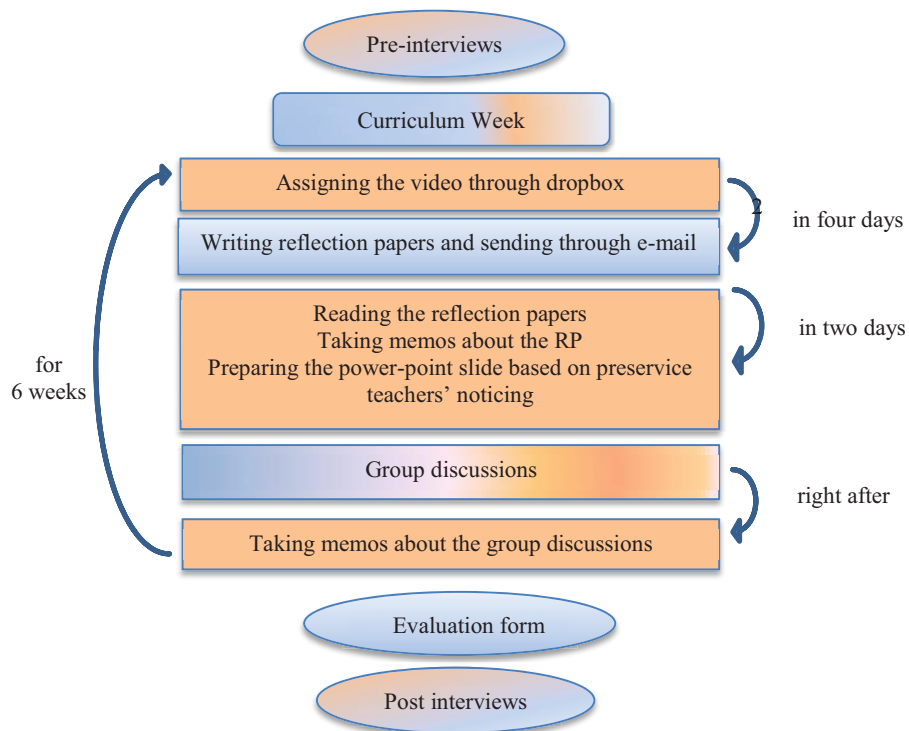 Pre-interviews
Curriculum Week
Assigning the video through dropbox
2
in four days
Writing reflection papers and sending through e-mail
Reading the reflection papers
Taking memos about the RP
Preparing the power-point slide based on preservice
teachers’ noticing
in two days
for
6 weeks
Group discussions
right after
Taking memos about the group discussions
Evaluation form
Post interviews